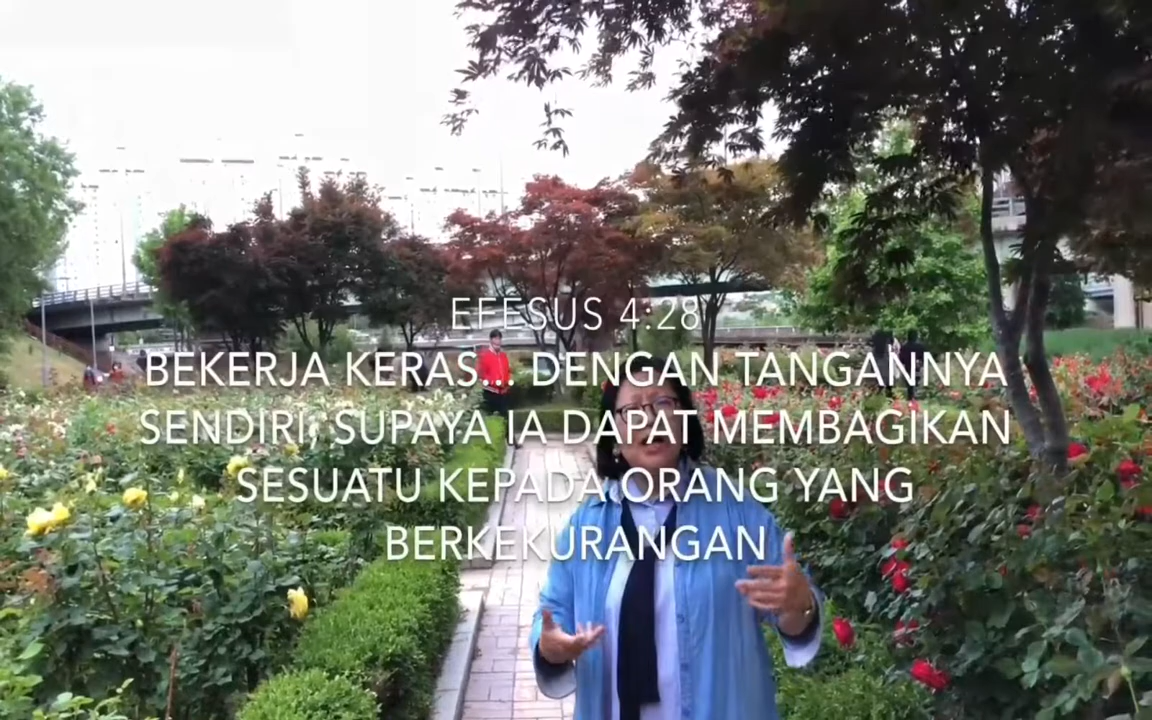 EFESUS 4:28
BEKERJA KERAS... DENGAN TANGANNYA
SENDIRI, SUPAYA IA DAPAT MEMBAGIKAN
SESUATU KEPADA ORANG YANG
BERKEKURANGAN